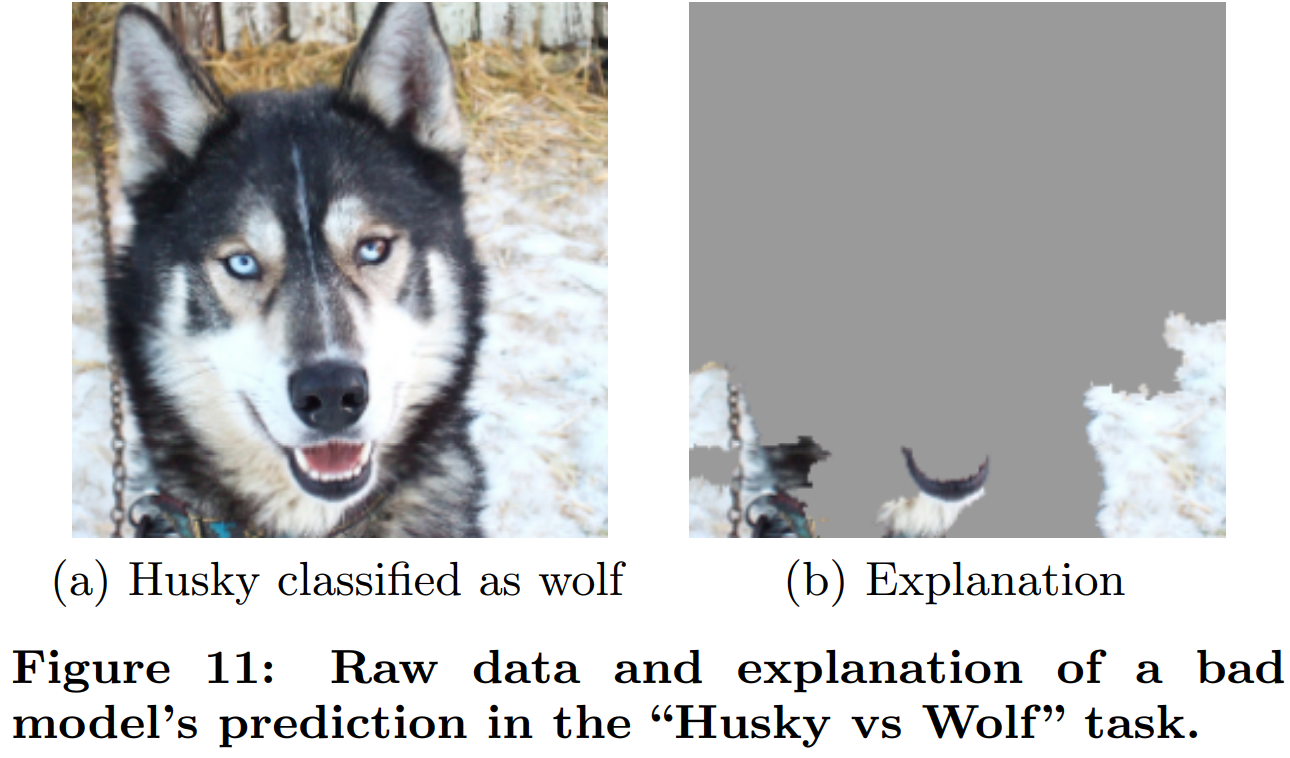 (a) Husky classified as wolf
(b) Explanation
Figure 11: Raw data and explanation of a bad
model’s prediction in the “Husky vs Wolf” task.